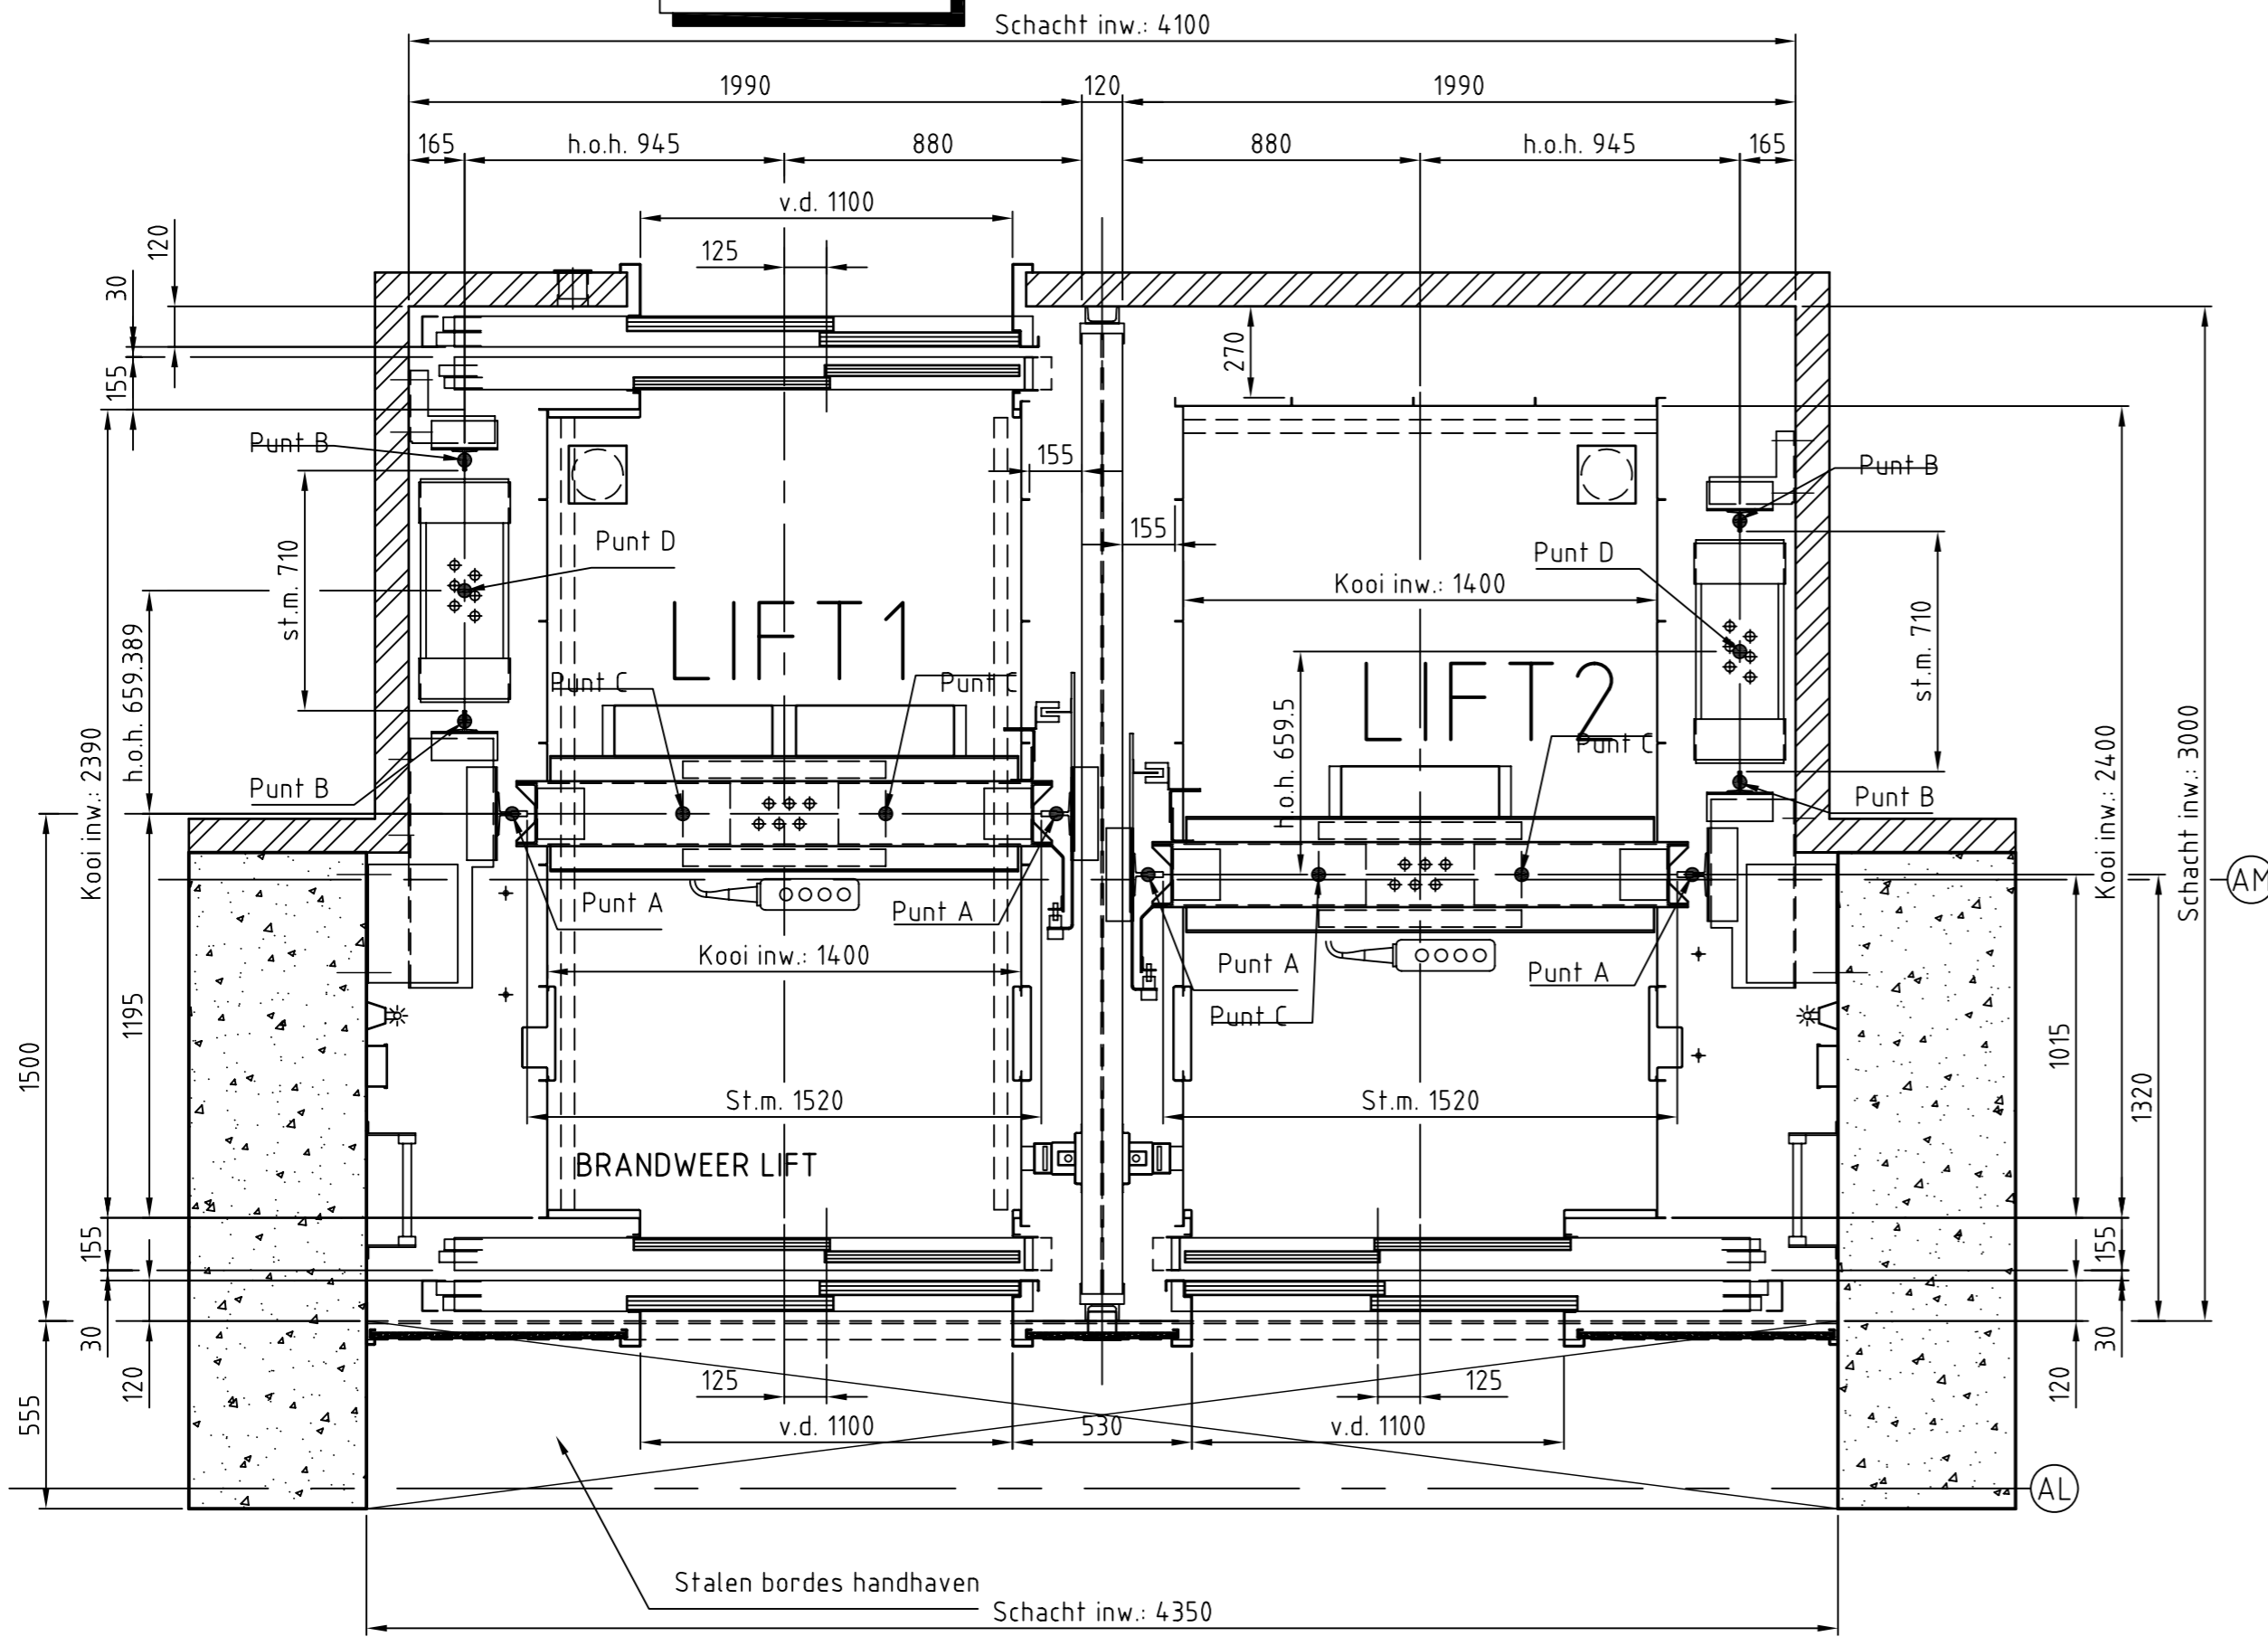 Schacht inw.: 4100
1990
120
1990
165
h.o.h. 945
880
880
h.o.h. 945
165
v.d. 1100
125
120
30
155
270
Punt B
155
Punt B
155
Punt D
Punt D
st.m. 710
Kooi inw.: 1400
LIFT 1
LIFT 2
st.m. 710
h.o.h. 659.389
h.o.h. 659.5
Punt C
Punt C
Punt C
Kooi inw.: 2390
Kooi inw.: 2400
Schacht inw.: 3000
Punt B
Punt B
AM
Punt A
Punt A
Kooi inw.: 1400
Punt A
Punt A
Punt C
1195
1500
1015
1320
St.m. 1520
St.m. 1520
BRANDWEER LIFT
155
155
30
30
120
120
555
125
125
v.d. 1100
530
v.d. 1100
AL
Stalen bordes handhaven
Schacht inw.: 4350